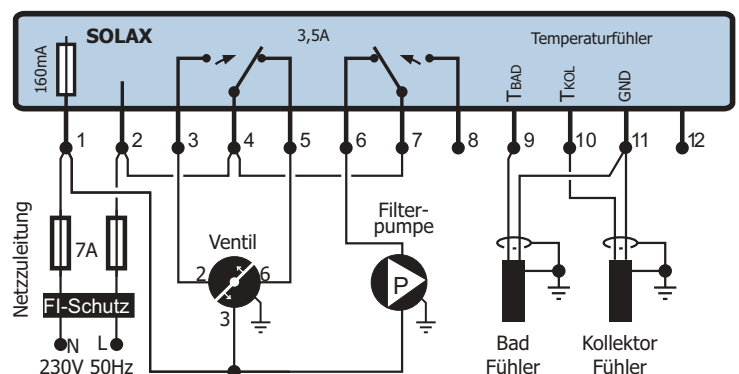 SOLAX
3,5A
Temperaturfühler
160mA
TBAD
TKOL
GND
1 2 3 4 5 6 7 8 9 10 11 12
Netzzuleitung
7A
Ventil
Filter-
pumpe
2 6
3
P
FI-Schutz
N L
230V 50Hz
Bad
Fühler
Kollektor
Fühler